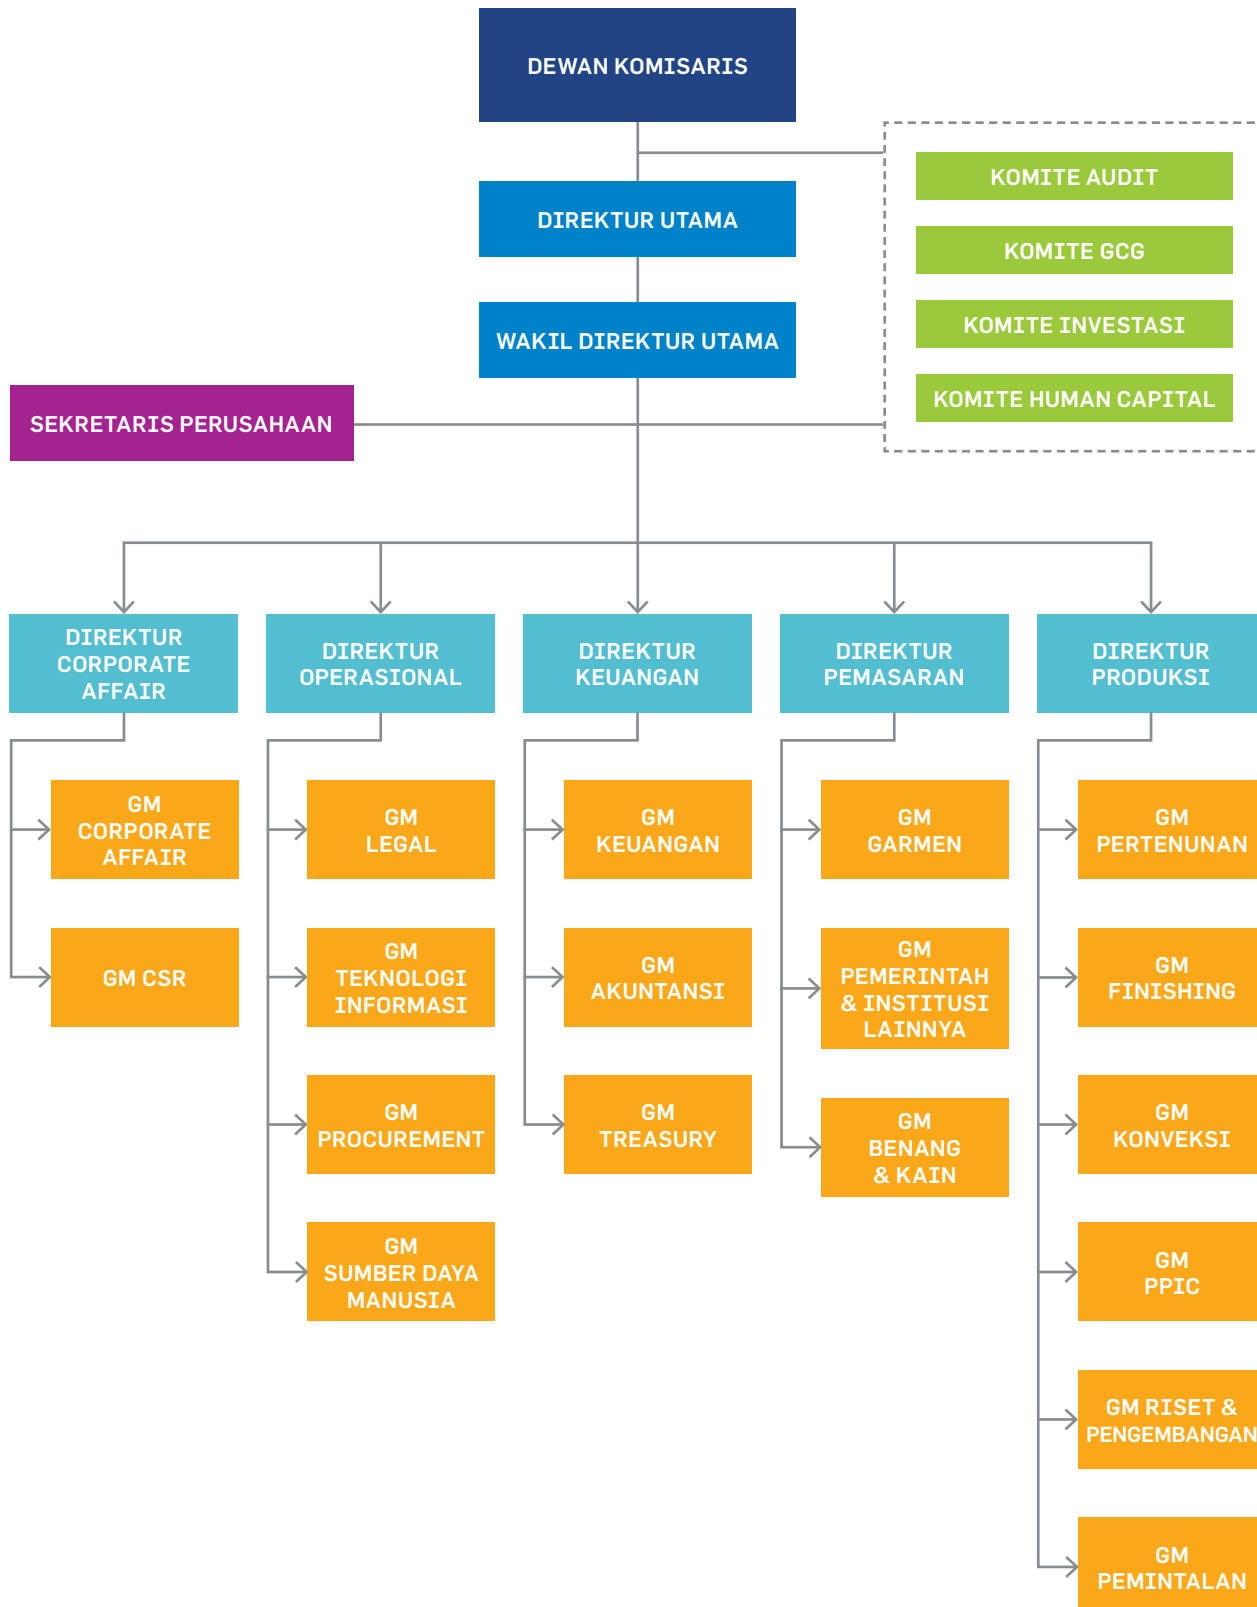 DEWAN KOMISARIS
KOMITE AUDIT
DIREKTUR UTAMA
KOMITE GCG
KOMITE INVESTASI
WAKIL DIREKTUR UTAMA
KOMITE HUMAN CAPITAL
SEKRETARIS PERUSAHAAN
DIREKTUR
CORPORATE
AFFAIR
DIREKTUR
OPERASIONAL
DIREKTUR
KEUANGAN
DIREKTUR
PEMASARAN
DIREKTUR
PRODUKSI
GM
CORPORATE
AFFAIR
GM CSR
GM
LEGAL
GM
TEKNOLOGI
INFORMASI
GM
PROCUREMENT
GM
SUMBER DAYA
MANUSIA
GM
KEUANGAN
GM
AKUNTANSI
GM
TREASURY
GM
GARMEN
GM
PEMERINTAH
& INSTITUSI
LAINNYA
GM
BENANG
& KAIN
GM
PERTENUNAN
GM
FINISHING
GM
KONVEKSI
GM
PPIC
GM RISET &
PENGEMBANGAN
GM
PEMINTALAN